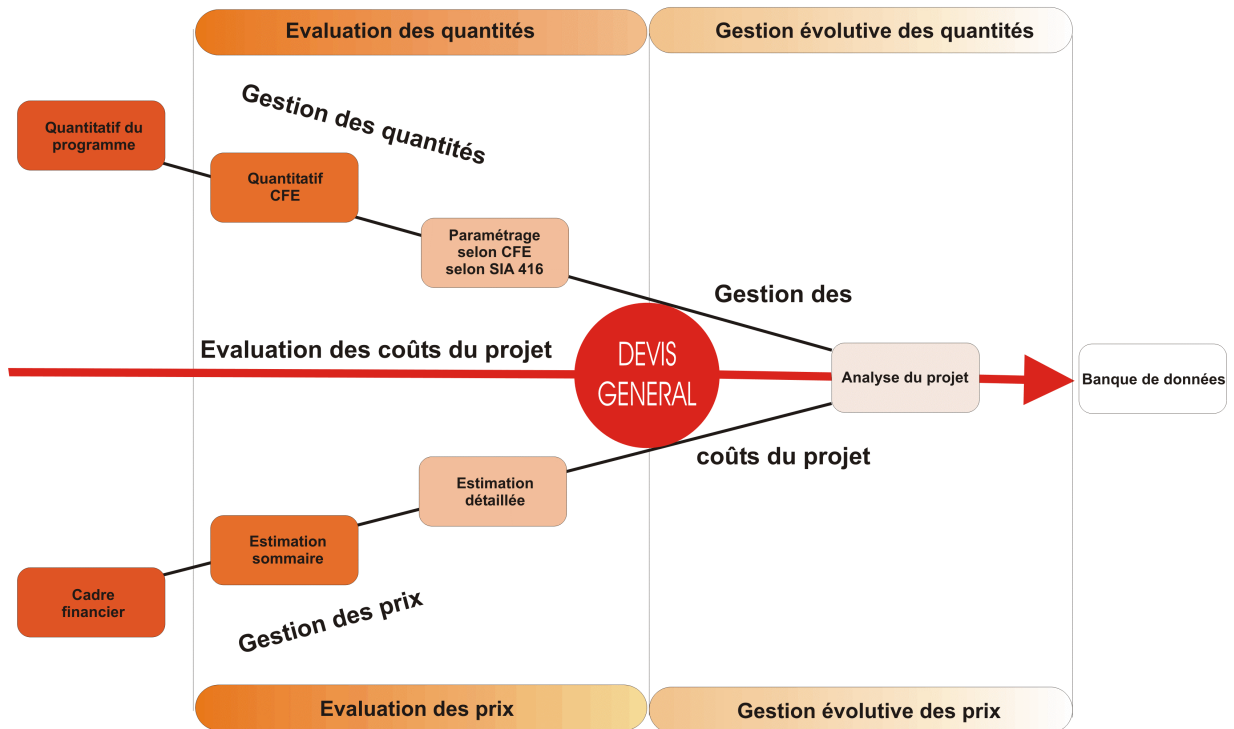 Evaluation des quantités
Gestion évolutive des quantités
Gestion des quantités
Quantitatif du
programme
Quantitatif
CFE
Paramétrage
selon CFE
selon SIA 416
Gestion des
Evaluation des coûts du projet
DEVIS
GENERAL
Analyse du projet
Banque de données
coûts du projet
Estimation
détaillée
Estimation
sommaire
Cadre
financier
Gestion des prix
Evaluation des prix
Gestion évolutive des prix